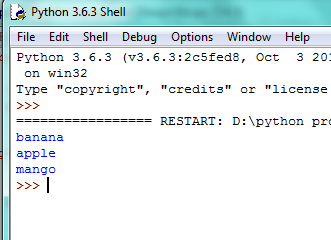 Python 3.6.3 Shell
File Edit Shell Debug Options Window Help
Python 3.6.3 (v3.6.3:2c5fed8, Oct 3 201
on win32
Type "copyright", "credits" or "license
>>>
================= RESTART: D:\python pro
banana
apple
mango
>>>